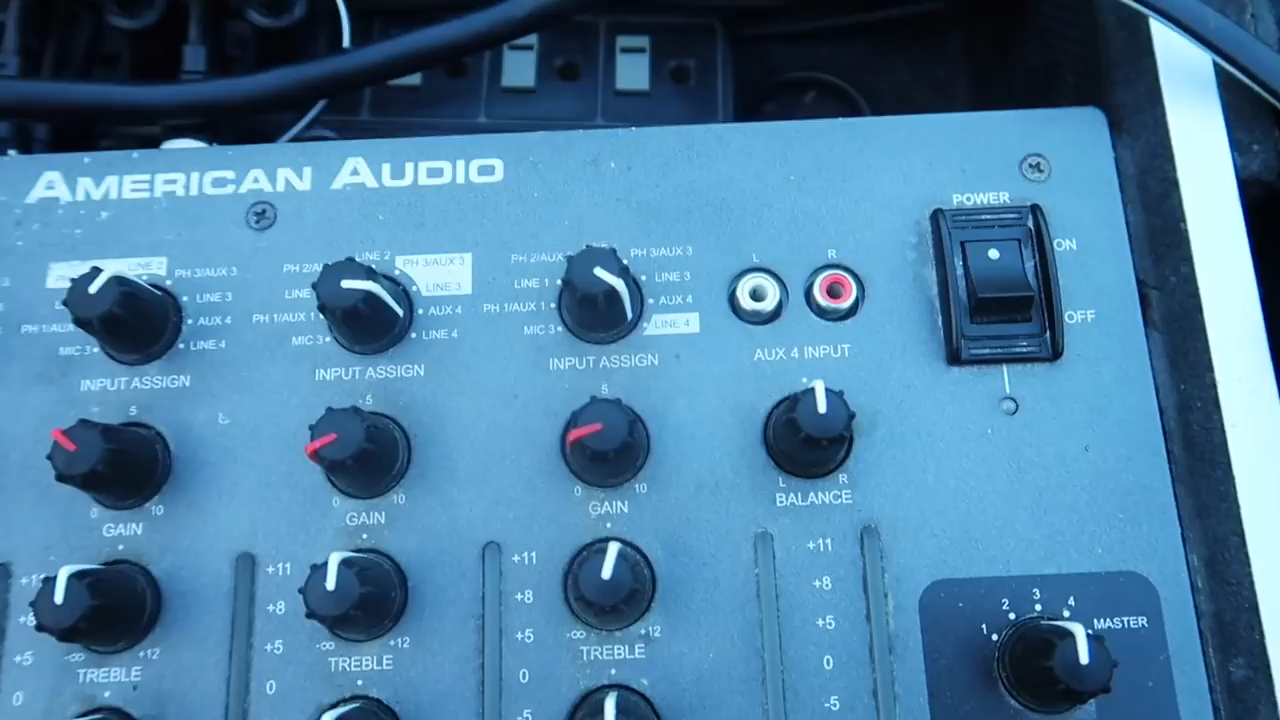 AMERICAN AUDIO
POWER
ON
OFF
LINE 2
PH 3/AUX 3
LINE 3
AUX 4
LINE 4
PH 1/AUX
MIC 3
INPUT ASSIGN
LINE 2
PH 2/AU
PH 3/AUX 3
LINE
LINE 3
PH 1/AUX 1
AUX 4
MIC 3
LINE 4
INPUT ASSIGN
PH 2/AUX
PH 3/AUX 3
LINE 1
LINE 3
PH 1/AUX 1
AUX 4
MIC 3
LINE 4
INPUT ASSIGN
L
R
AUX 4 INPUT
5
0
10
GAIN
5
0
10
GAIN
5
0
10
GAIN
L
R
BALANCE
-∞
+12
TREBLE
-∞
+12
TREBLE
-∞
+12
TREBLE
+8
+5
0
+11
+8
+5
0
+11
+8
+5
0
-5
+11
+8
+5
0
-5
1
2
3
4
MASTER